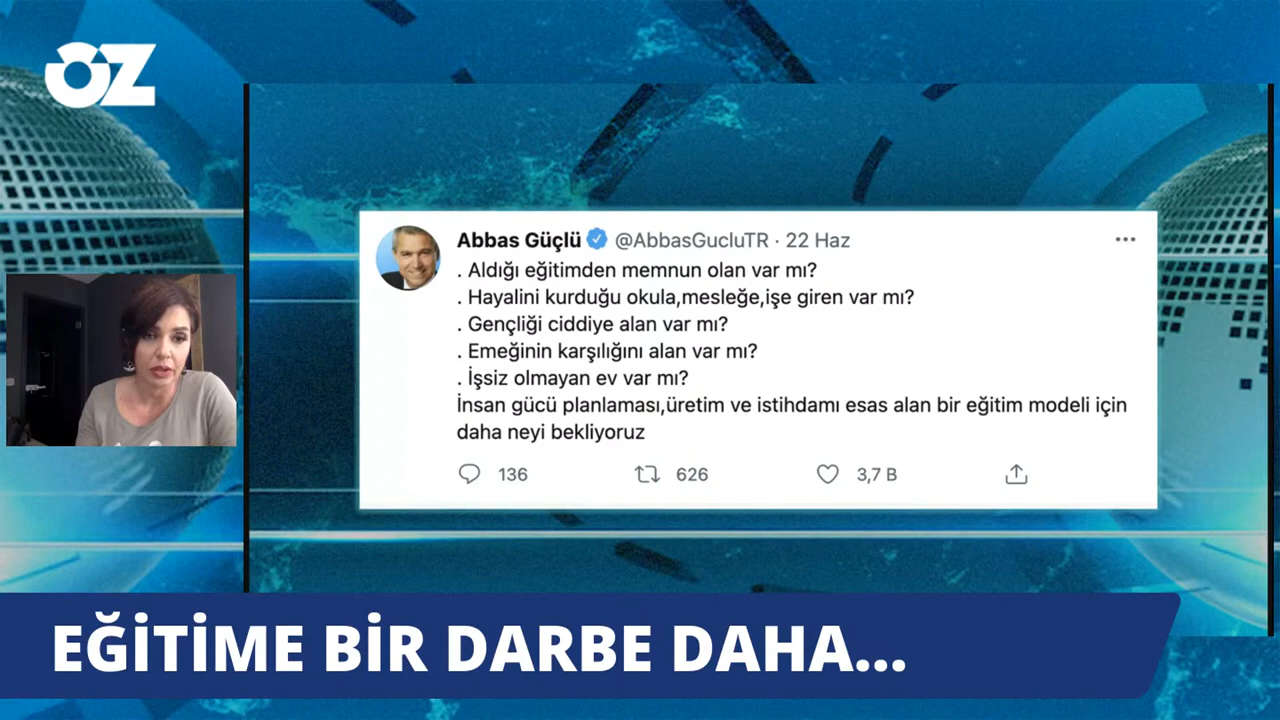 ÖZ
Abbas Güçlü @AbbasGucluTR · 22 Haz
. Aldığı eğitimden memnun olan var mı?
. Hayalini kurduğu okula,mesleğe,işe giren var mı?
. Gençliği ciddiye alan var mı?
. Emeğinin karşılığını alan var mı?
. İşsiz olmayan ev var mı?
İnsan gücü planlaması,üretim ve istihdamı esas alan bir eğitim modeli için
daha neyi bekliyoruz
136 626 3,7 B
EĞİTİME BİR DARBE DAHA...